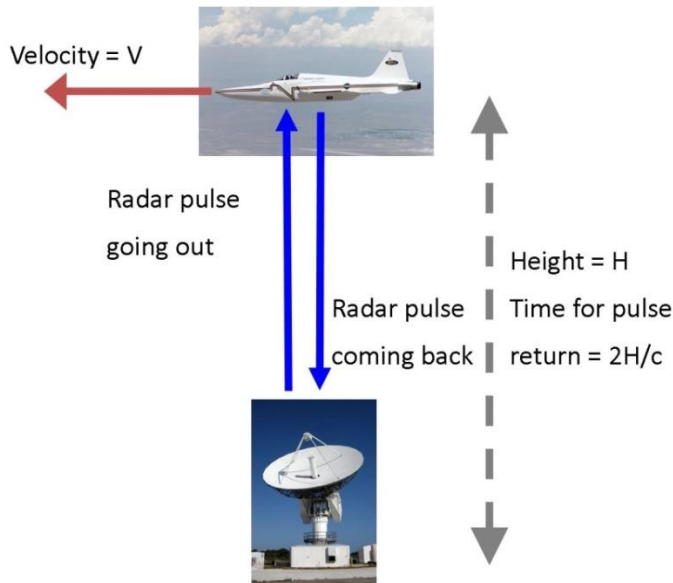 Velocity = V
Radar pulse
going out
Height = H
Radar pulse
Time for pulse
coming back
return = 2H/c